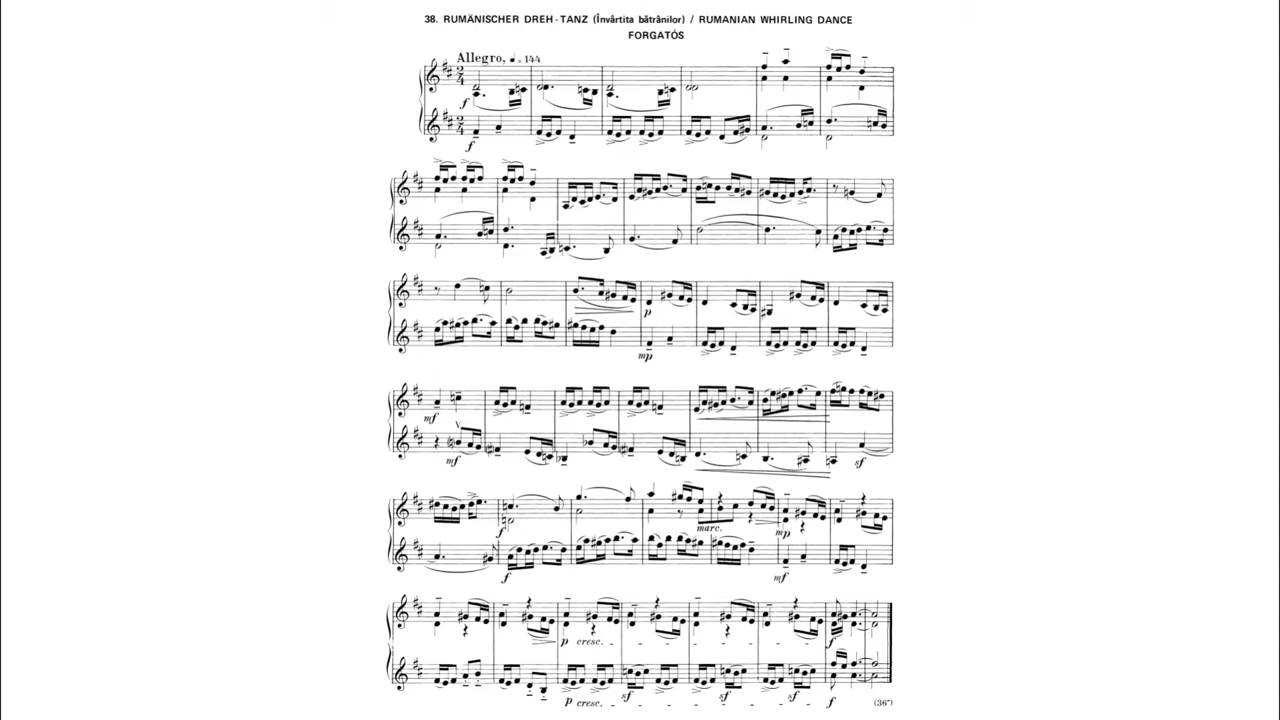 38. RUMÄNISCHER DREH - TANZ (Învârtita bătrânilor) / RUMANIAN WHIRLING DANCE
FORGATÓS
Allegro, ♩ = 144
f
f
p
mp
mf
mf
sf
f
marc.
mp
f
mf
p cresc.
f
p cresc.
sf
sf
sf
f
(36")